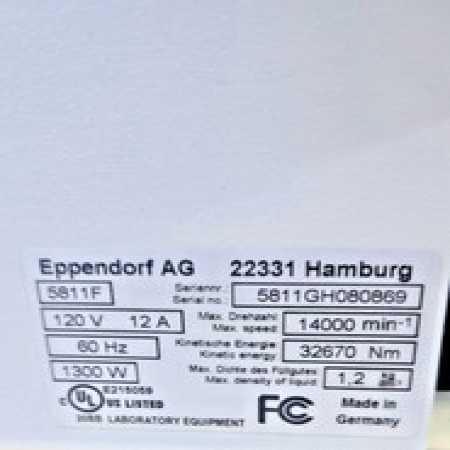 Eppendorf AG 22331 Hamburg
5811F Seriennr. Serial no. 5811GH080869
120 V 12 A Max. Drehzahl Max. speed 14000 min-1
60 Hz Kinetische Energie Kinetic energy 32670 Nm
1300 W Max. Dichte des Füllgutes Max. density of liquid 1,2
E215059
c UL US LISTED
LABORATORY EQUIPMENT
FC Made in Germany